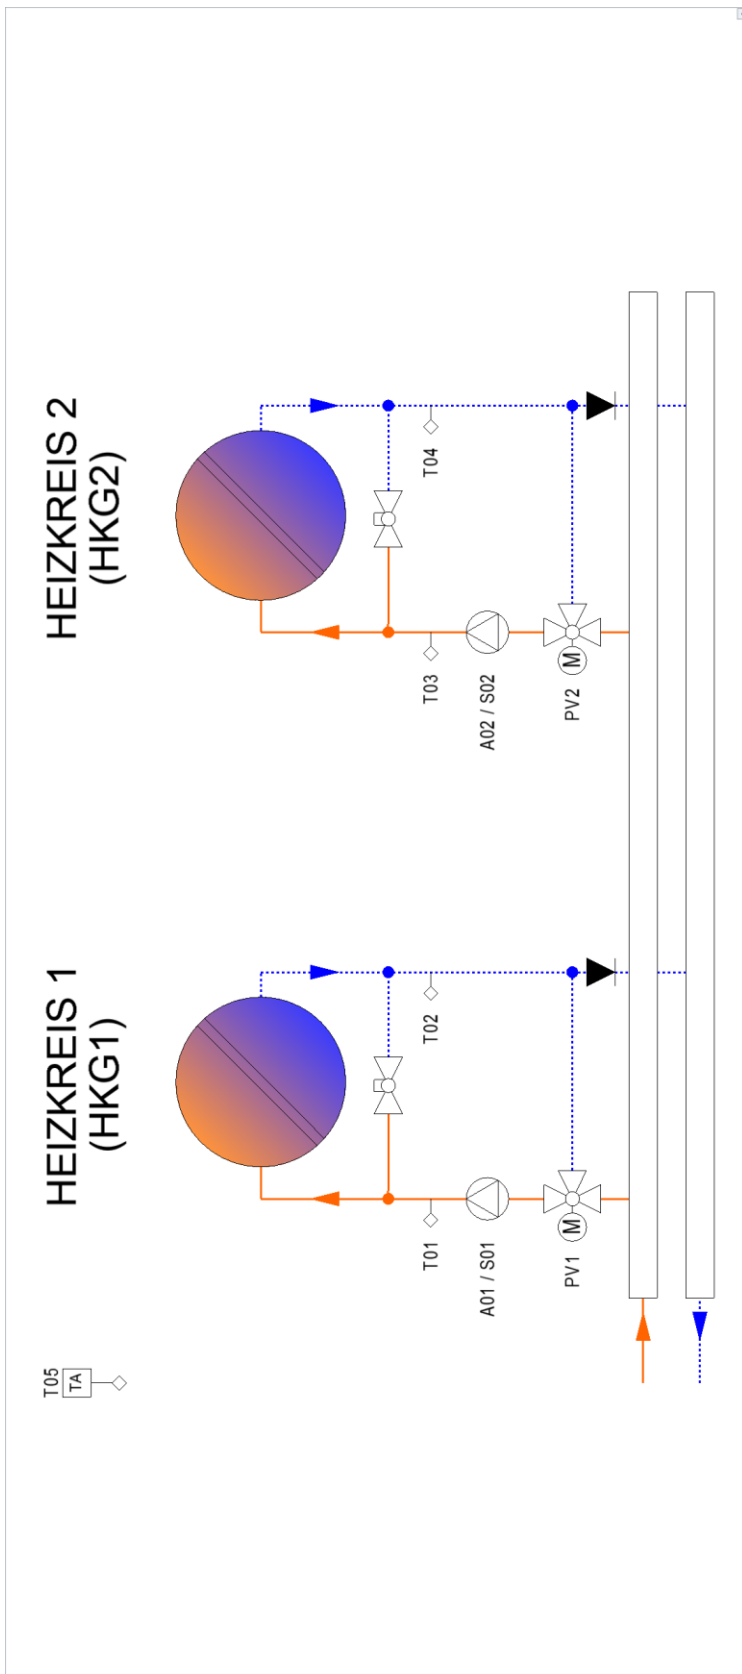 HEIZKREIS 1
(HKG1)
HEIZKREIS 2
(HKG2)
T05
TA
T01
T02
A01 / S01
M
PV1
T03
T04
A02 / S02
M
PV2